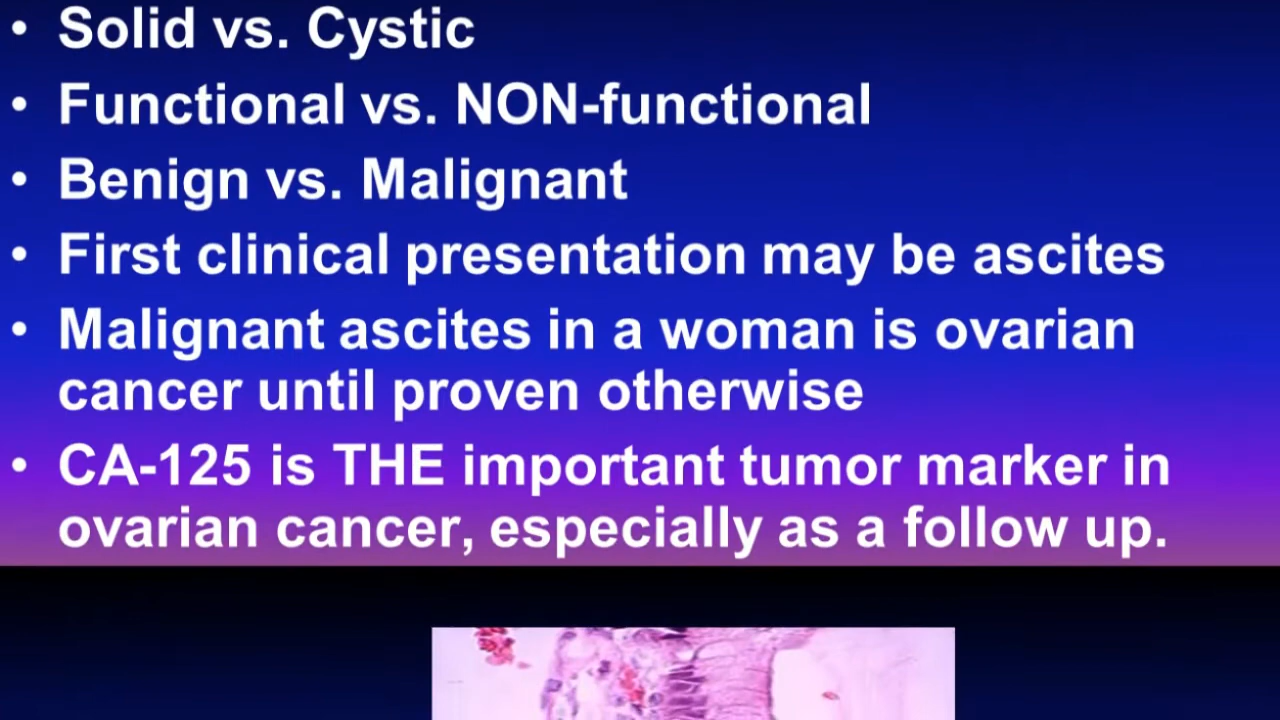 • Solid vs. Cystic
• Functional vs. NON-functional
• Benign vs. Malignant
• First clinical presentation may be ascites
• Malignant ascites in a woman is ovarian
cancer until proven otherwise
• CA-125 is THE important tumor marker in
ovarian cancer, especially as a follow up.